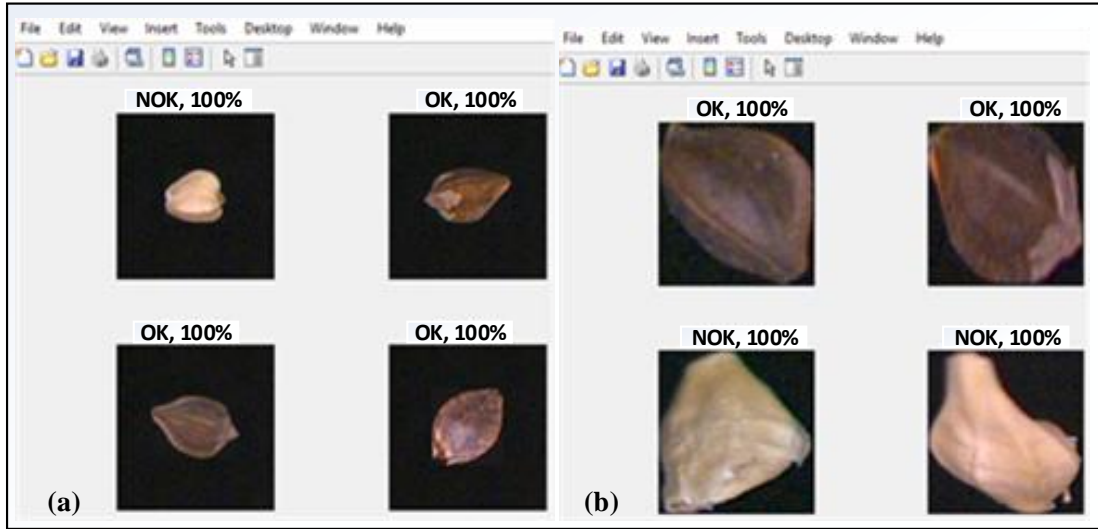 File Edit View Insert Tools Desktop Window Help
NOK, 100%
OK, 100%
OK, 100%
OK, 100%
(a)
File Edit View Insert Tools Desktop Window Help
OK, 100%
OK, 100%
NOK, 100%
NOK, 100%
(b)